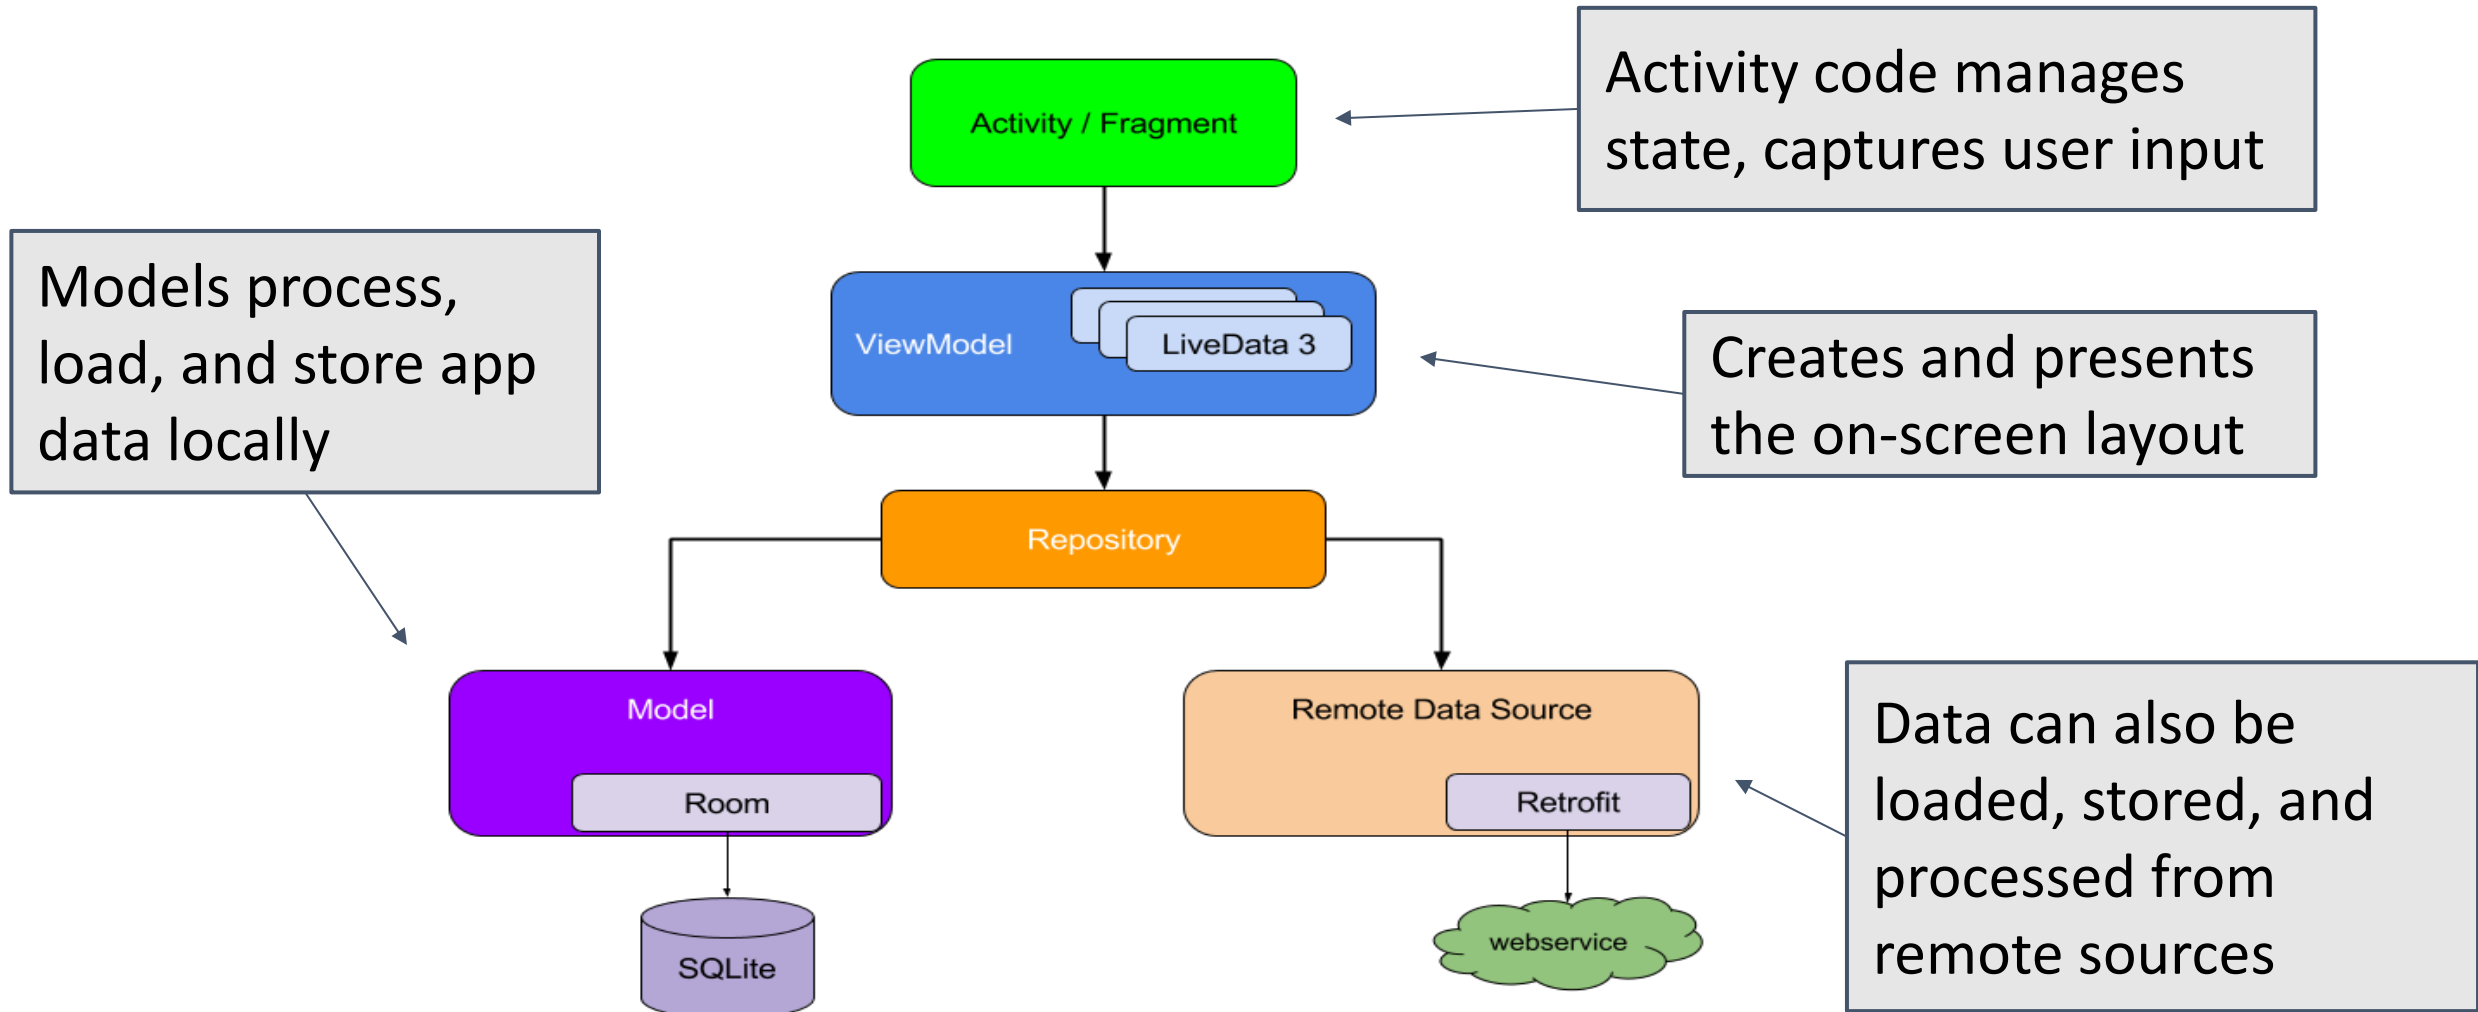 Activity / Fragment
Activity code manages
state, captures user input
Models process,
load, and store app
data locally
ViewModel
LiveData 3
Creates and presents
the on-screen layout
Repository
Model
Room
SQLite
Remote Data Source
Retrofit
webservice
Data can also be
loaded, stored, and
processed from
remote sources